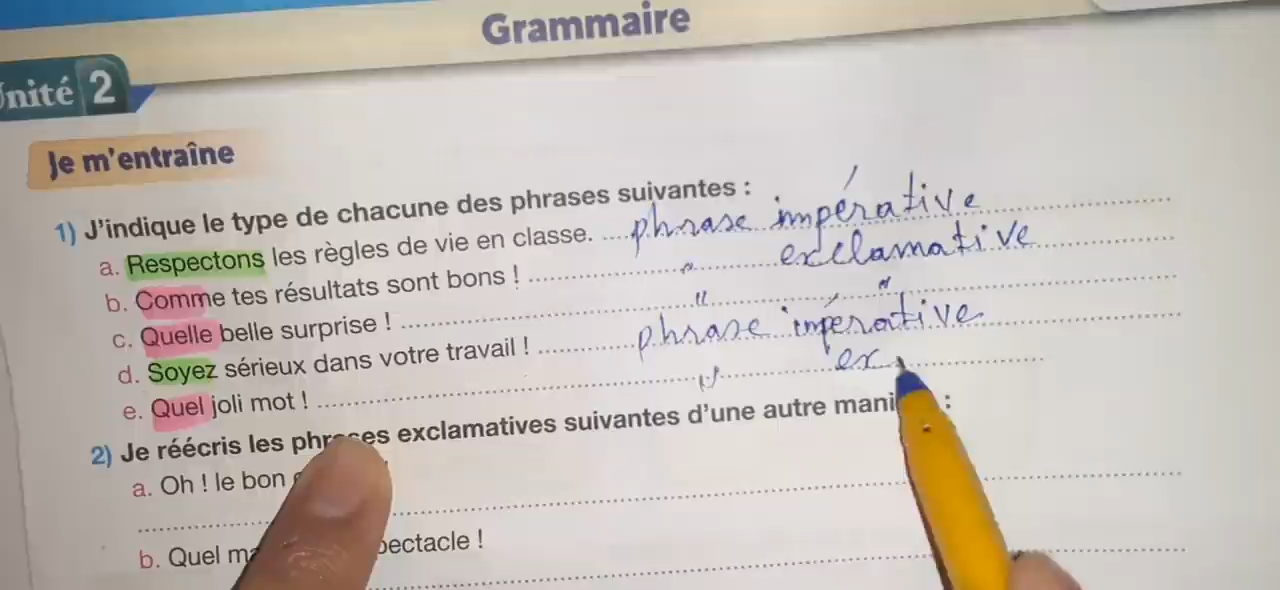 Grammaire
Unité 2
Je m'entraîne
1) J'indique le type de chacune des phrases suivantes :
a. Respectons les règles de vie en classe. phrase impérative
b. Comme tes résultats sont bons ! " exclamative
c. Quelle belle surprise ! " "
d. Soyez sérieux dans votre travail ! phrase impérative
e. Quel joli mot ! " ex
2) Je réécris les phrases exclamatives suivantes d'une autre mani :
a. Oh ! le bon
b. Quel spectacle !